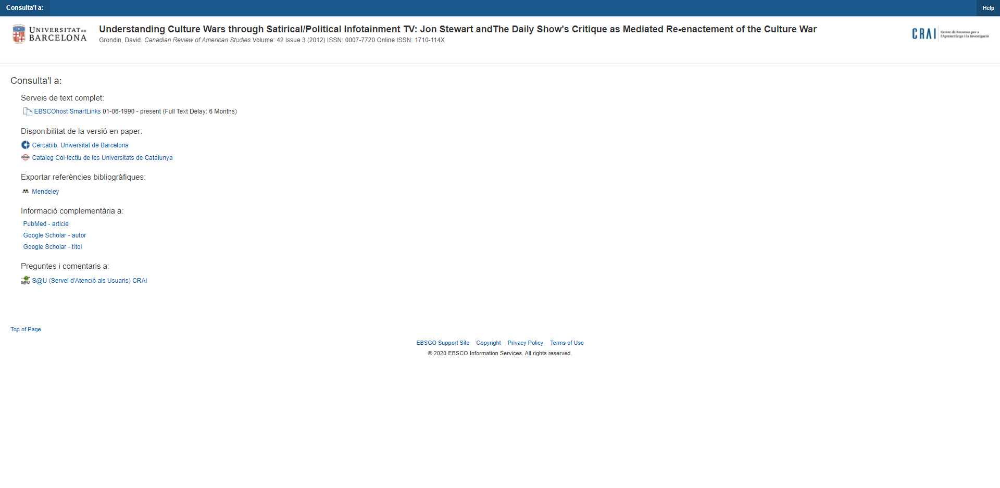 Consulta'l a:
Help
UNIVERSITAT DE
BARCELONA
Understanding Culture Wars through Satirical/Political Infotainment TV: Jon Stewart andThe Daily Show's Critique as Mediated Re-enactement of the Culture War
Grondin, David. Canadian Review of American Studies Volume: 42 Issue 3 (2012) ISSN: 0007-7720 Online ISSN: 1710-114X
CRAI
Centre de Recursos per a
l'Aprenentatge i la Investigació
Consulta'l a:
Serveis de text complet:
EBSCOhost SmartLinks 01-06-1990 - present (Full Text Delay: 6 Months)
Disponibilitat de la versió en paper:
Cercabib. Universitat de Barcelona
CCUC
Catàleg Col·lectiu de les Universitats de Catalunya
Exportar referències bibliogràfiques:
Mendeley
Informació complementària a:
PubMed - article
Google Scholar - autor
Google Scholar - títol
Preguntes i comentaris a:
S@U
S@U (Servei d'Atenció als Usuaris) CRAI
Top of Page
EBSCO Support Site Copyright Privacy Policy Terms of Use
© 2020 EBSCO Information Services. All rights reserved.